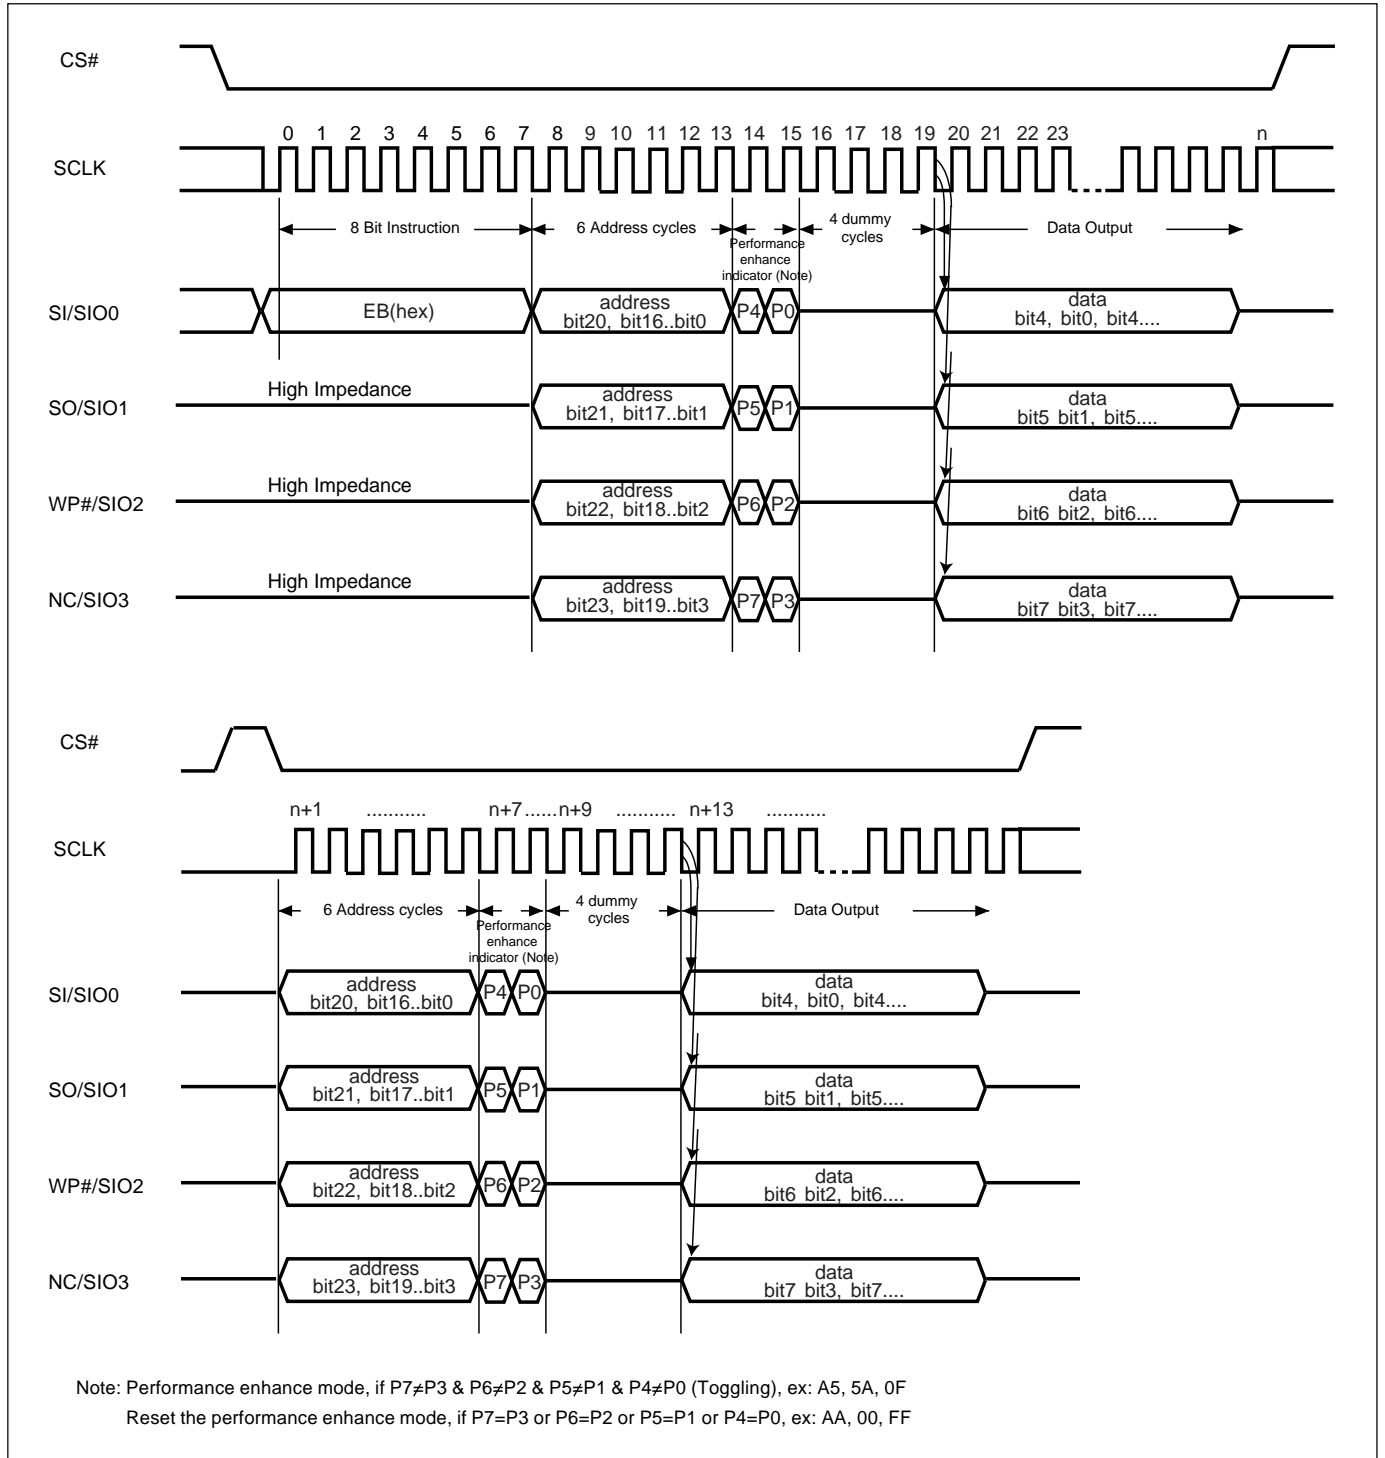 CS#
0 1 2 3 4 5 6 7 8 9 10 11 12 13 14 15 16 17 18 19 20 21 22 23 n
SCLK
8 Bit Instruction
6 Address cycles
Performance
enhance
indicator (Note)
4 dummy
cycles
Data Output
SI/SIO0
EB(hex)
address
bit20, bit16..bit0
P4 P0
data
bit4, bit0, bit4....
SO/SIO1
High Impedance
address
bit21, bit17..bit1
P5 P1
data
bit5 bit1, bit5....
WP#/SIO2
High Impedance
address
bit22, bit18..bit2
P6 P2
data
bit6 bit2, bit6....
NC/SIO3
High Impedance
address
bit23, bit19..bit3
P7 P3
data
bit7 bit3, bit7....
CS#
n+1 ........... n+7 ...... n+9 ........... n+13 ...........
SCLK
6 Address cycles
Performance
enhance
indicator (Note)
4 dummy
cycles
Data Output
SI/SIO0
address
bit20, bit16..bit0
P4 P0
data
bit4, bit0, bit4....
SO/SIO1
address
bit21, bit17..bit1
P5 P1
data
bit5 bit1, bit5....
WP#/SIO2
address
bit22, bit18..bit2
P6 P2
data
bit6 bit2, bit6....
NC/SIO3
address
bit23, bit19..bit3
P7 P3
data
bit7 bit3, bit7....
Note: Performance enhance mode, if P7≠P3 & P6≠P2 & P5≠P1 & P4≠P0 (Toggling), ex: A5, 5A, 0F
Reset the performance enhance mode, if P7=P3 or P6=P2 or P5=P1 or P4=P0, ex: AA, 00, FF